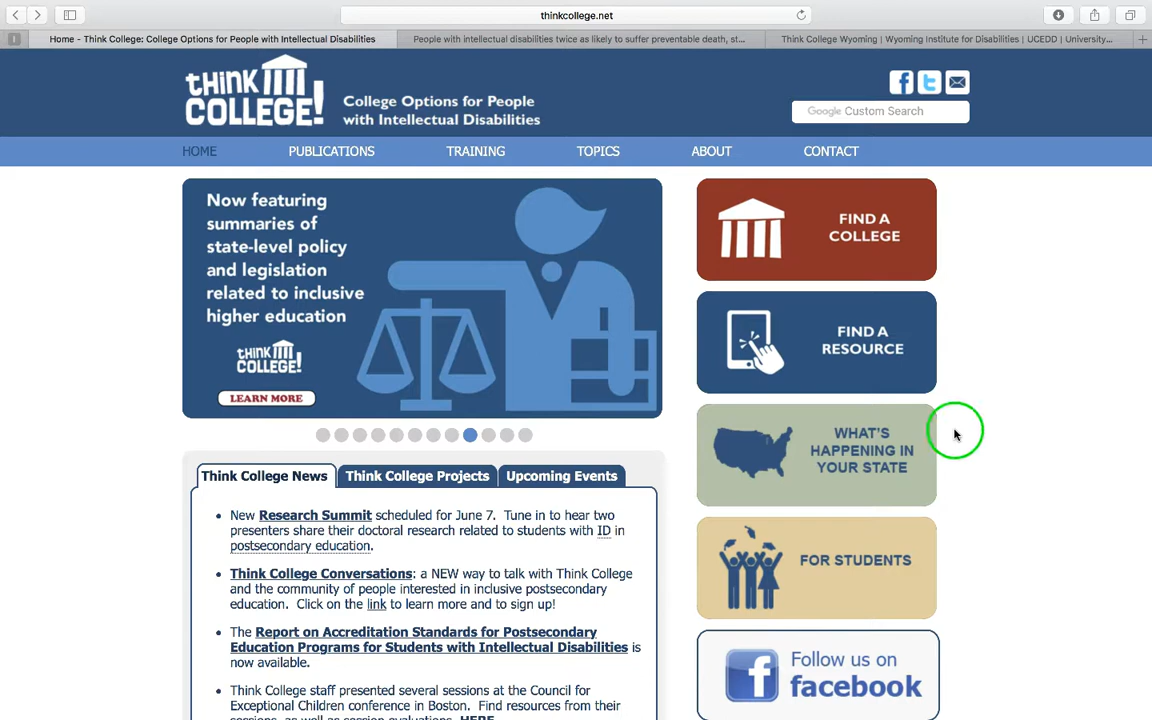 thinkcollege.net
Home - Think College: College Options for People with Intellectual Disabilities
People with intellectual disabilities twice as likely to suffer preventable death, st...
Think College Wyoming | Wyoming Institute for Disabilities | UCEDD | University...
think
COLLEGE!
College Options for People
with Intellectual Disabilities
Google Custom Search
HOME PUBLICATIONS TRAINING TOPICS ABOUT CONTACT
Now featuring
summaries of
state-level policy
and legislation
related to inclusive
higher education
think
COLLEGE!
LEARN MORE
FIND A
COLLEGE
FIND A
RESOURCE
WHAT'S
HAPPENING IN
YOUR STATE
FOR STUDENTS
Follow us on
facebook
Think College News Think College Projects Upcoming Events
New Research Summit scheduled for June 7. Tune in to hear two
presenters share their doctoral research related to students with ID in
postsecondary education.
Think College Conversations: a NEW way to talk with Think College
and the community of people interested in inclusive postsecondary
education. Click on the link to learn more and to sign up!
The Report on Accreditation Standards for Postsecondary
Education Programs for Students with Intellectual Disabilities is
now available.
Think College staff presented several sessions at the Council for
Exceptional Children conference in Boston. Find resources from their
sessions, as well as session evaluations, HERE